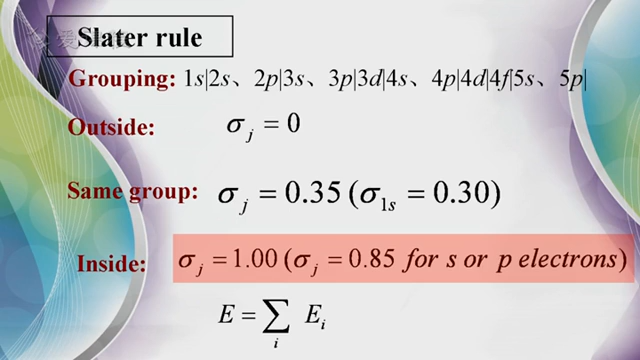 Slater rule
Grouping: 1s|2s、2p|3s、3p|3d|4s、4p|4d|4f|5s、5p|
Outside: σj = 0
Same group: σj = 0.35 (σ1s = 0.30)
Inside: σj = 1.00 (σj = 0.85 for s or p electrons)
E = ∑i Ei